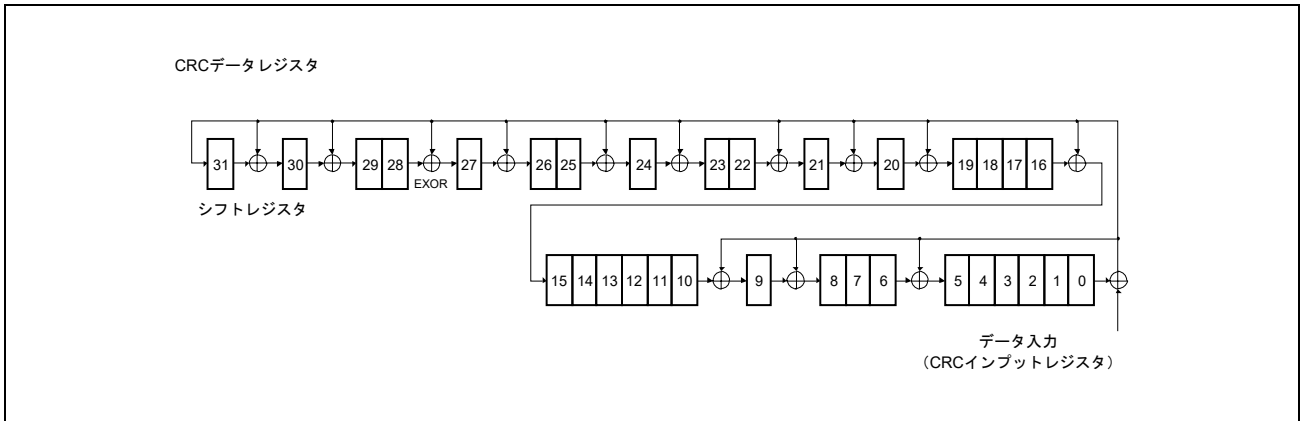 CRCデータレジスタ
31 30 29 28 27 26 25 24 23 22 21 20 19 18 17 16
EXOR
シフトレジスタ
15 14 13 12 11 10 9 8 7 6 5 4 3 2 1 0
データ入力
（CRCインプットレジスタ）